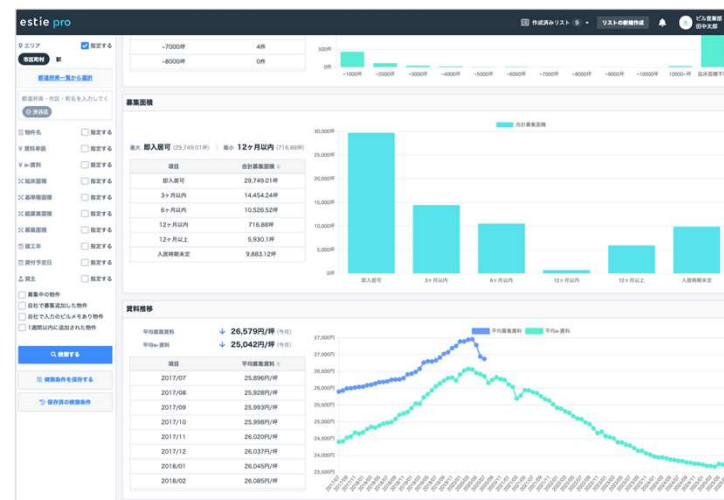 estie pro
作成済みリスト 9
リストの新規作成
ビル営業部
田中太郎
エリア
指定する
市区町村 駅
都道府県一覧から選択
都道府県・市区・町名を入力してく
渋谷区
物件名 指定する
賃料単価 指定する
指定する
延床面積 指定する
基準階面積 指定する
指定する
募集面積 指定する
竣工年 指定する
貸付予定日 指定する
貸主 指定する
募集中の物件
自社で募集追加した物件
自社で入力のビルメモあり物件
1週間以内に追加された物件
検索する
検索条件を保存する
保存済の検索条件
~7000坪 4件
~8000坪 0件
500坪
0坪
~1000坪 ~2000坪 ~3000坪 ~4000坪 ~5000坪 ~6000坪 ~7000坪 ~8000坪 ~9000坪 ~10000坪 10000~坪
募集面積
最大 即入居可 (29,749.01坪) 最小 12ヶ月以内 (716.88坪)
項目 合計募集面積
即入居可 29,749.01坪
3ヶ月以内 14,454.24坪
6ヶ月以内 10,526.52坪
12ヶ月以内 716.88坪
12ヶ月以上 5,930.1坪
入居時期未定 9,883.12坪
合計募集面積
30,000坪
25,000坪
20,000坪
15,000坪
10,000坪
5,000坪
0坪
即入居可 3ヶ月以内 6ヶ月以内 12ヶ月以内 12ヶ月以上 入居時期未定
賃料推移
平均募集賃料 ↓ 26,579円/坪 (今月)
平均e-賃料 ↓ 25,042円/坪 (今月)
項目 平均募集賃料
2017/07 25,896円/坪
2017/08 25,928円/坪
2017/09 25,993円/坪
2017/10 25,998円/坪
2017/11 26,020円/坪
2017/12 26,037円/坪
2018/01 26,045円/坪
2018/02 26,085円/坪
平均募集賃料 平均e-賃料
27,500円
27,000円
26,500円
26,000円
25,500円
25,000円
24,500円
24,000円
23,500円